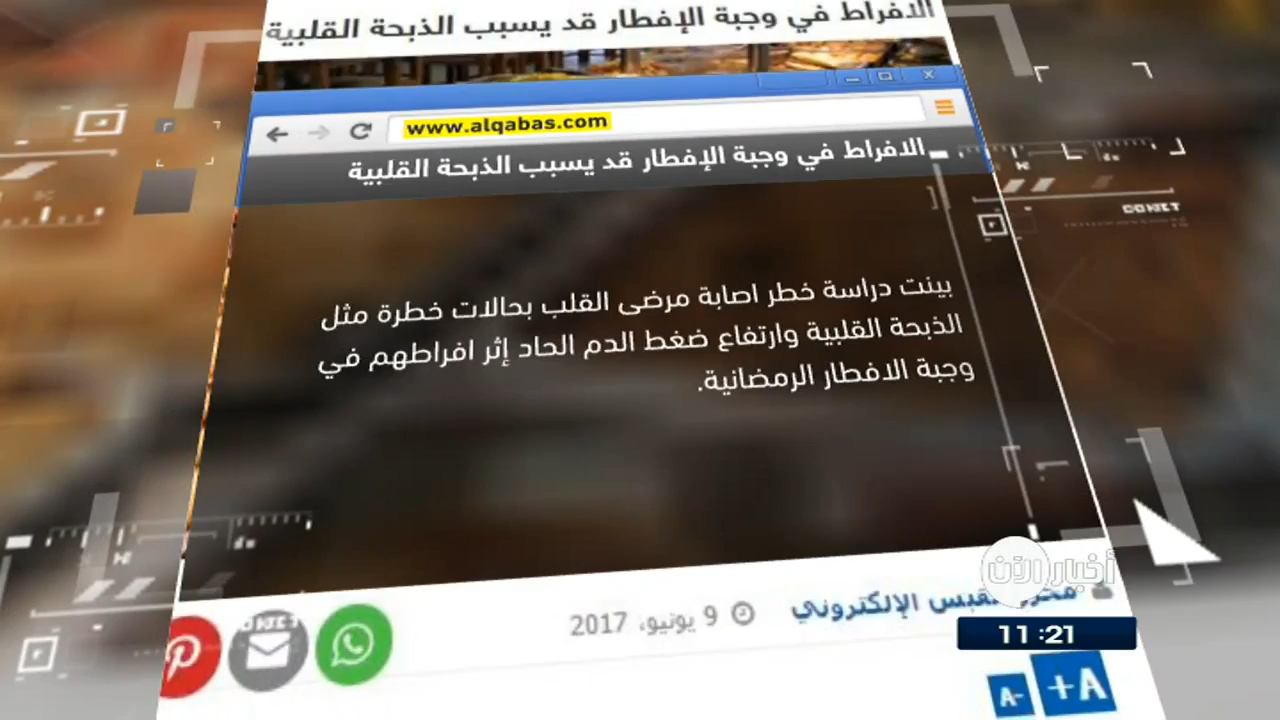 الافراط في وجبة الإفطار قد يسبب الذبحة القلبية
www.alqabas.com
الافراط في وجبة الإفطار قد يسبب الذبحة القلبية
بينت دراسة خطر اصابة مرضى القلب بحالات خطرة مثل
الذبحة القلبية وارتفاع ضغط الدم الحاد إثر افراطهم في
وجبة الافطار الرمضانية.
أخبار الآن
الإلكتروني
9 يونيو، 2017
11:21
A- +A